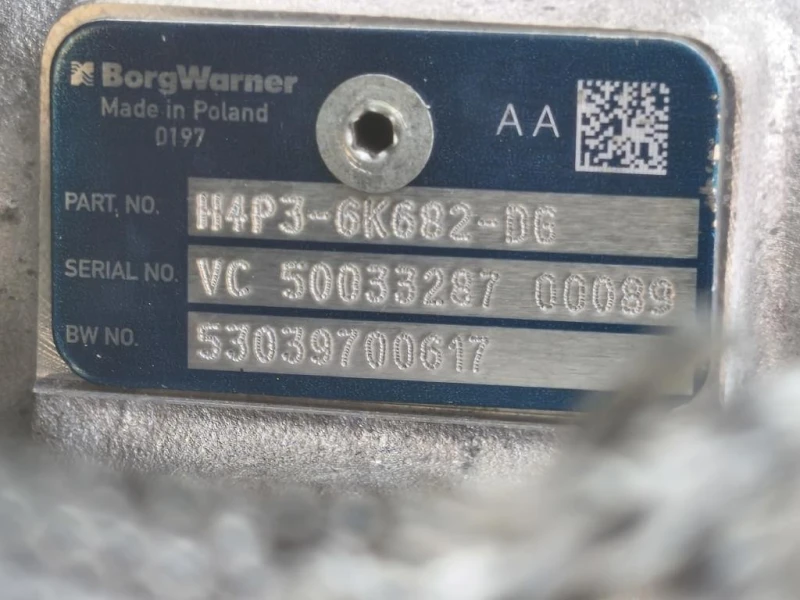 BorgWarner
Made in Poland
0197
AA
PART. NO. H4P3-6K682-DG
SERIAL NO. VC 50033287 00089
BW NO. 53039700617